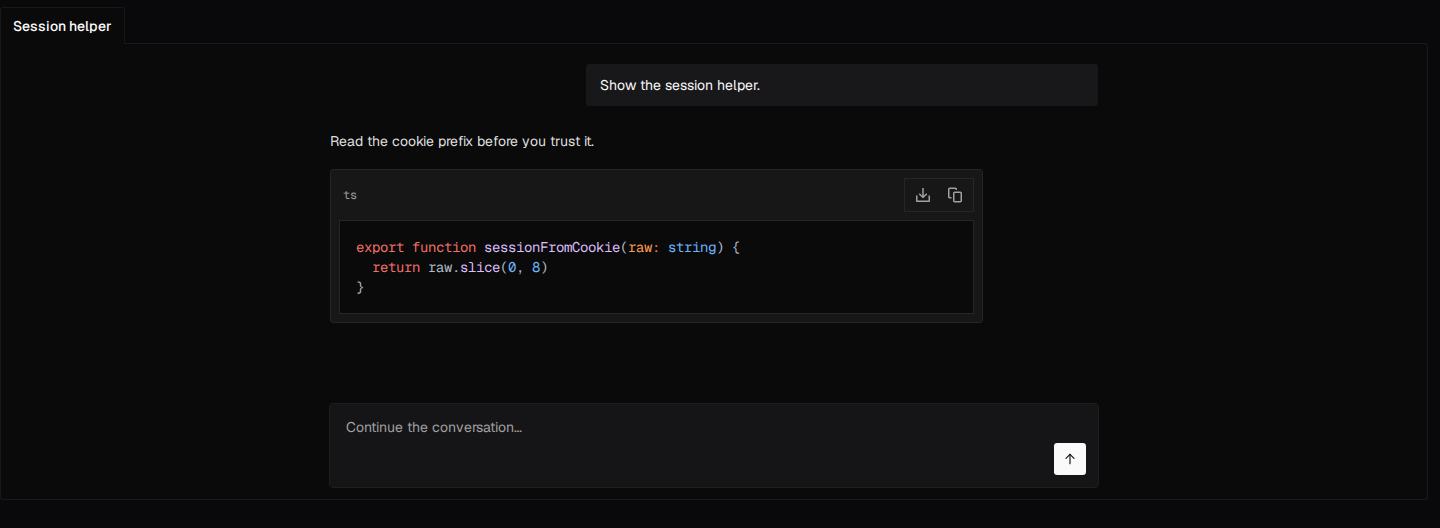 Session helper
Show the session helper.
Read the cookie prefix before you trust it.
ts
export function sessionFromCookie(raw: string) {
  return raw.slice(0, 8)
}
Continue the conversation…